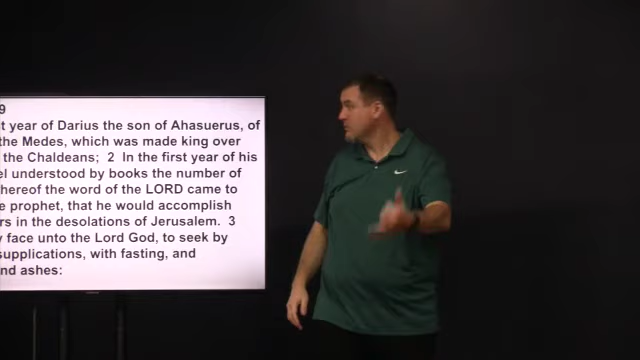 9
t year of Darius the son of Ahasuerus, of
the Medes, which was made king over
the Chaldeans; 2 In the first year of his
el understood by books the number of
hereof the word of the LORD came to
e prophet, that he would accomplish
rs in the desolations of Jerusalem. 3
y face unto the Lord God, to seek by
supplications, with fasting, and
nd ashes: